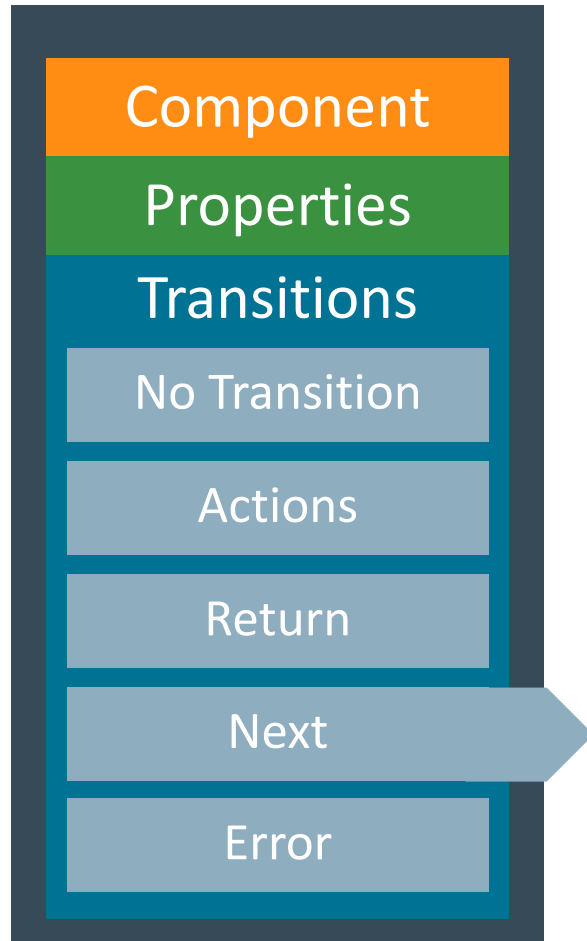 Component
Properties
Transitions
No Transition
Actions
Return
Next
Error